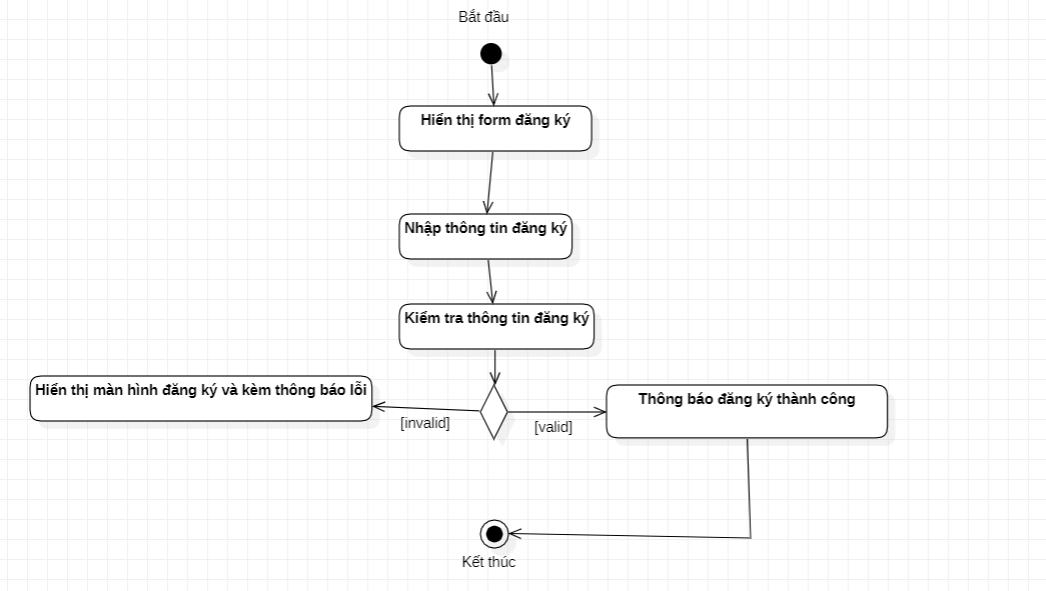 Bắt đầu
Hiển thị form đăng ký
Nhập thông tin đăng ký
Kiểm tra thông tin đăng ký
Hiển thị màn hình đăng ký và kèm thông báo lỗi
Thông báo đăng ký thành công
[invalid]
[valid]
Kết thúc